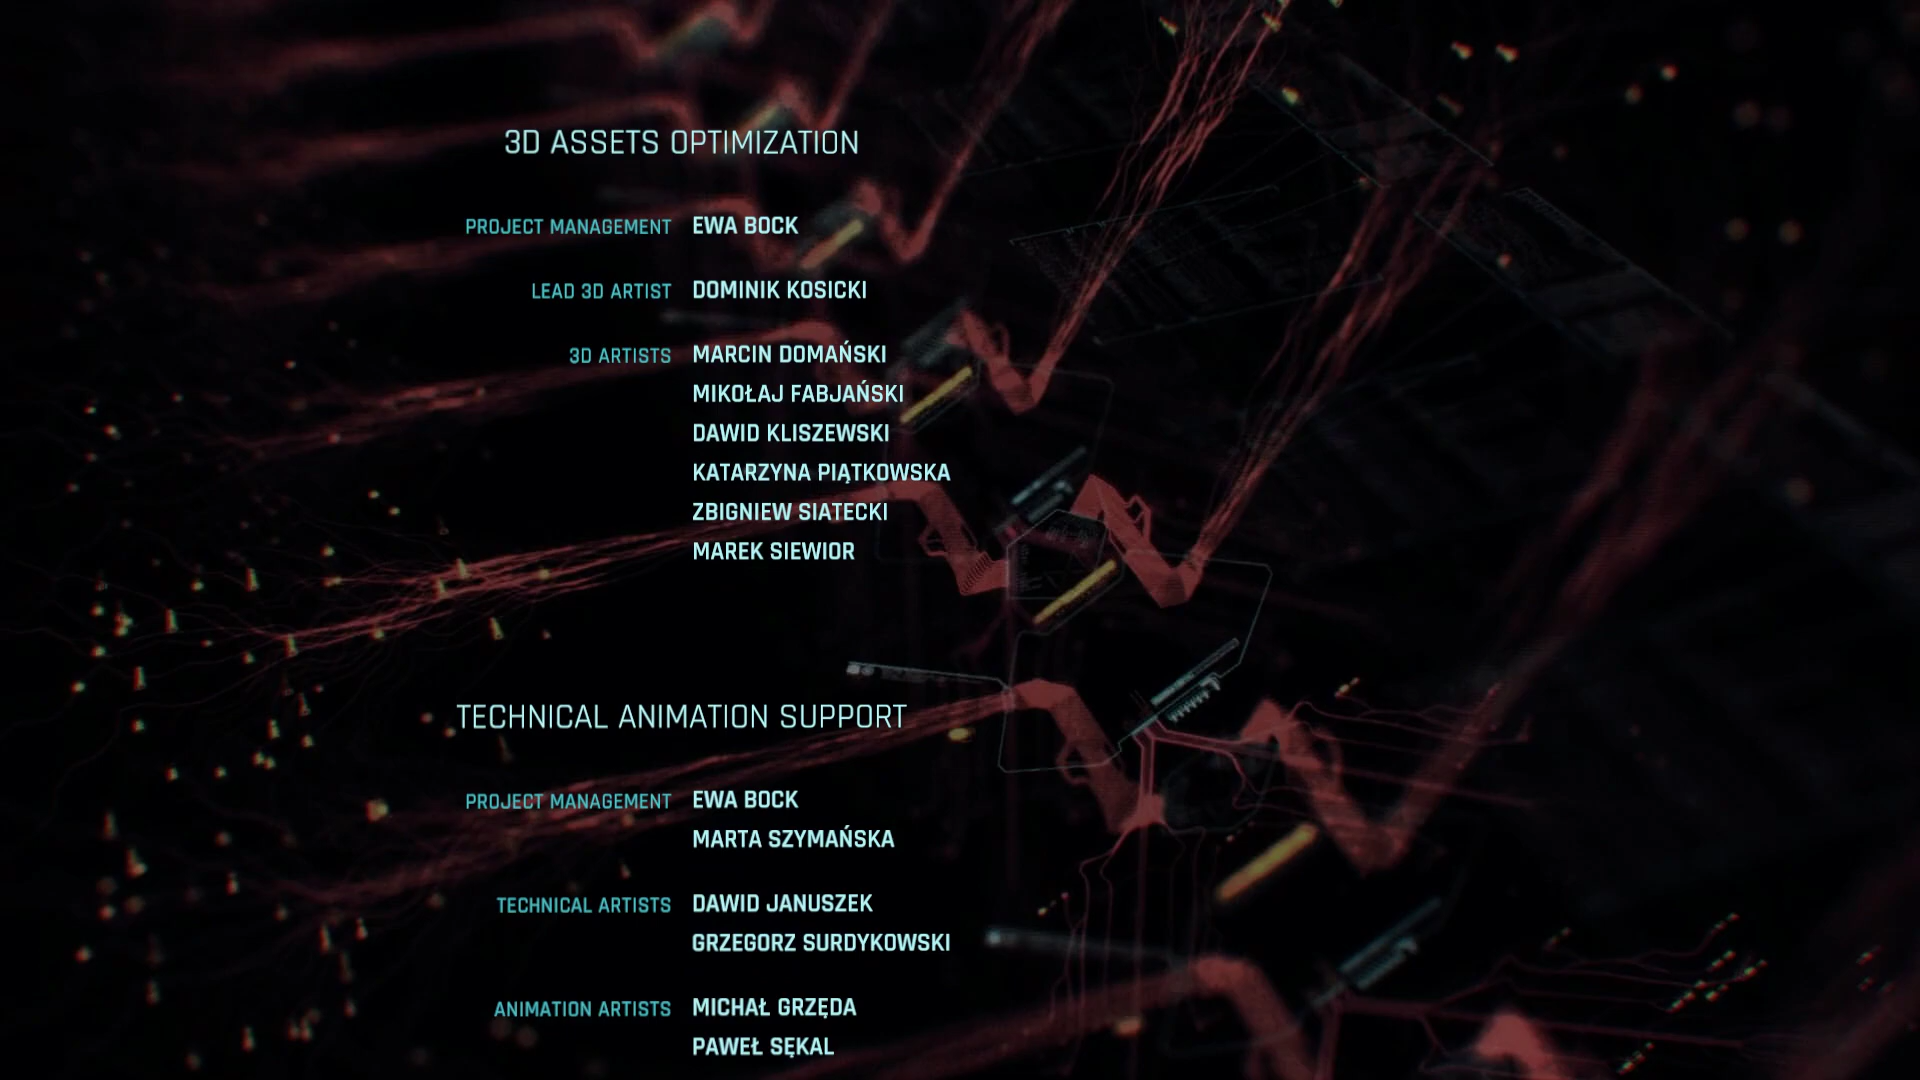 3D ASSETS OPTIMIZATION
PROJECT MANAGEMENT EWA BOCK
LEAD 3D ARTIST DOMINIK KOSICKI
3D ARTISTS MARCIN DOMAŃSKI
MIKOŁAJ FABJAŃSKI
DAWID KLISZEWSKI
KATARZYNA PIĄTKOWSKA
ZBIGNIEW SIATECKI
MAREK SIEWIOR
TECHNICAL ANIMATION SUPPORT
PROJECT MANAGEMENT EWA BOCK
MARTA SZYMAŃSKA
TECHNICAL ARTISTS DAWID JANUSZEK
GRZEGORZ SURDYKOWSKI
ANIMATION ARTISTS MICHAŁ GRZĘDA
PAWEŁ SĘKAL